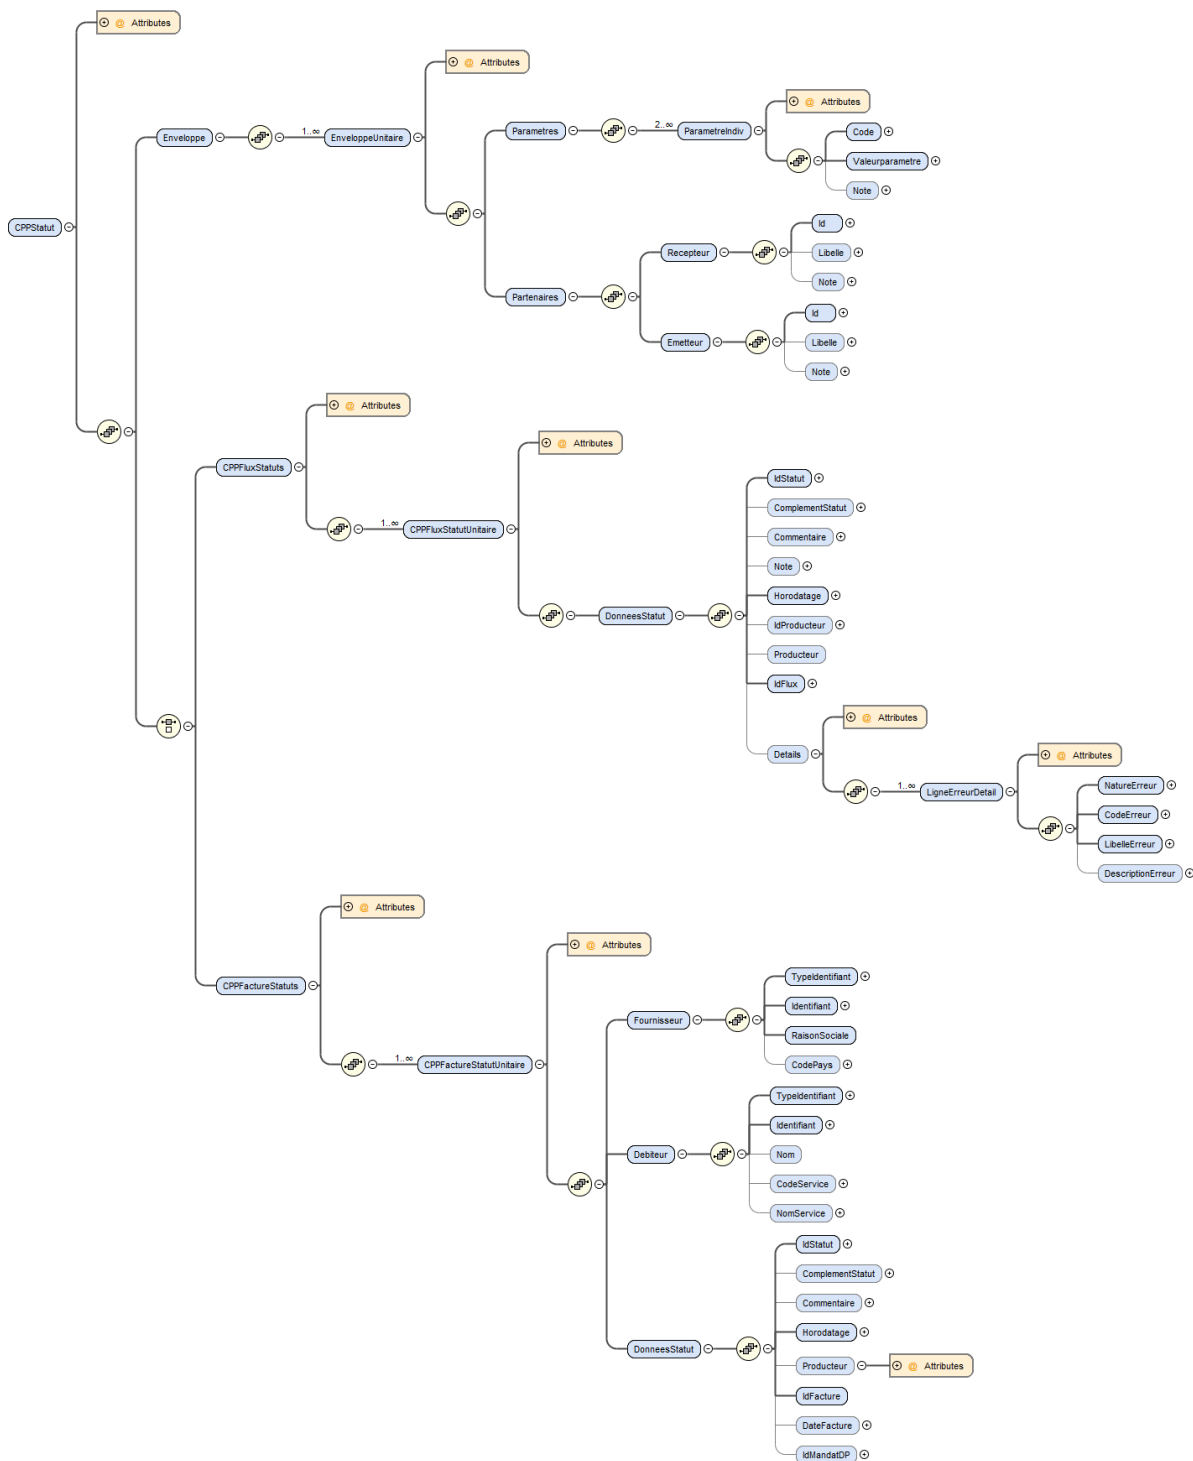 @ Attributes
@ Attributes
@ Attributes
Code
Parametres
2..∞
ParametreIndiv
Enveloppe
1..∞
EnveloppeUnitaire
Valeurparametre
Note
Id
CPPStatut
Recepteur
Libelle
Note
Partenaires
Id
Emetteur
Libelle
Note
@ Attributes
@ Attributes
CPPFluxStatuts
IdStatut
ComplementStatut
1..∞
CPPFluxStatutUnitaire
Commentaire
Note
Horodatage
DonneesStatut
IdProducteur
Producteur
IdFlux
@ Attributes
Details
@ Attributes
NatureErreur
1..∞
LigneErreurDetail
CodeErreur
LibelleErreur
DescriptionErreur
@ Attributes
@ Attributes
CPPFactureStatuts
TypeIdentifiant
Identifiant
Fournisseur
RaisonSociale
1..∞
CPPFactureStatutUnitaire
CodePays
TypeIdentifiant
Identifiant
Debiteur
Nom
CodeService
NomService
IdStatut
ComplementStatut
Commentaire
Horodatage
DonneesStatut
Producteur
@ Attributes
IdFacture
DateFacture
IdMandatDP